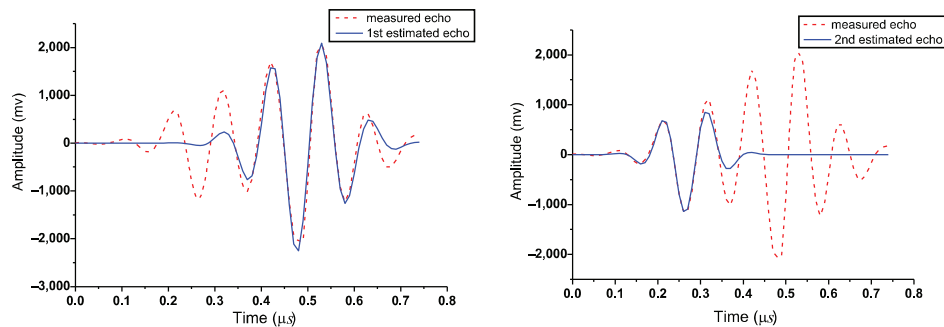 measured echo
1st estimated echo
2,000
1,000
0
–1,000
–2,000
–3,000
Amplitude (mv)
0.0 0.1 0.2 0.3 0.4 0.5 0.6 0.7 0.8
Time (μs)
measured echo
2nd estimated echo
2,000
1,000
0
–1,000
–2,000
Amplitude (mv)
0.0 0.1 0.2 0.3 0.4 0.5 0.6 0.7 0.8
Time (μs)